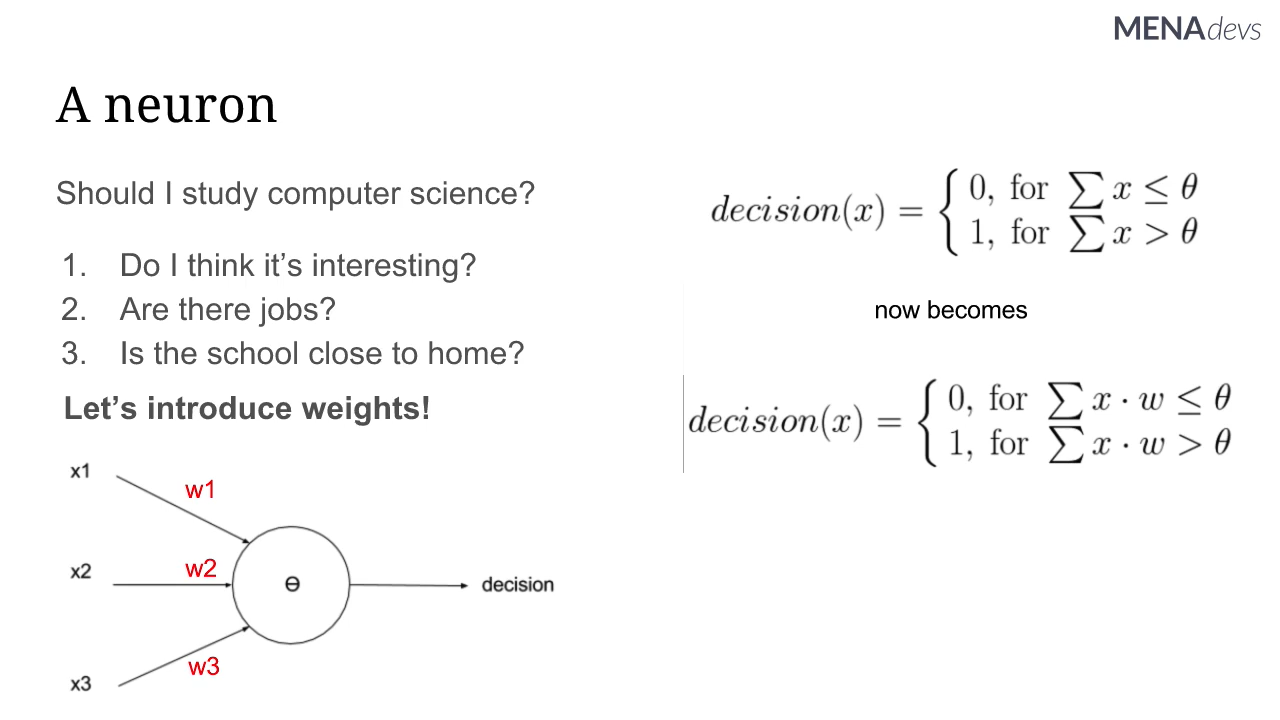 MENAdevs
A neuron
Should I study computer science?
1. Do I think it’s interesting?
2. Are there jobs?
3. Is the school close to home?
Let’s introduce weights!
x1
w1
x2
w2
x3
w3
ө
decision
decision(x) = { 0, for ∑ x ≤ θ
1, for ∑ x > θ
now becomes
decision(x) = { 0, for ∑ x · w ≤ θ
1, for ∑ x · w > θ